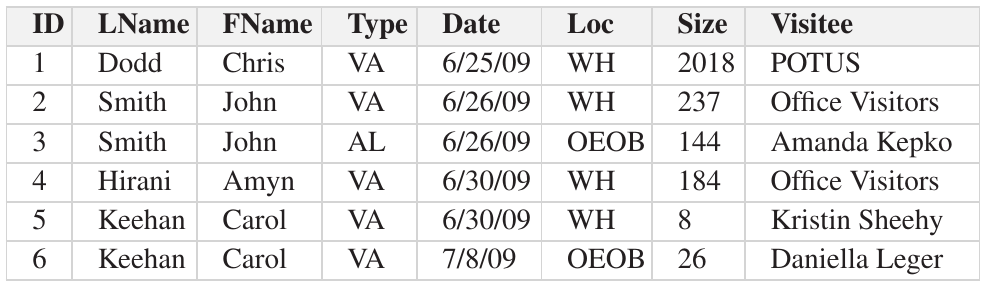 ID LName FName Type Date Loc Size Visitee
1 Dodd Chris VA 6/25/09 WH 2018 POTUS
2 Smith John VA 6/26/09 WH 237 Office Visitors
3 Smith John AL 6/26/09 OEOB 144 Amanda Kepko
4 Hirani Amyn VA 6/30/09 WH 184 Office Visitors
5 Keehan Carol VA 6/30/09 WH 8 Kristin Sheehy
6 Keehan Carol VA 7/8/09 OEOB 26 Daniella Leger